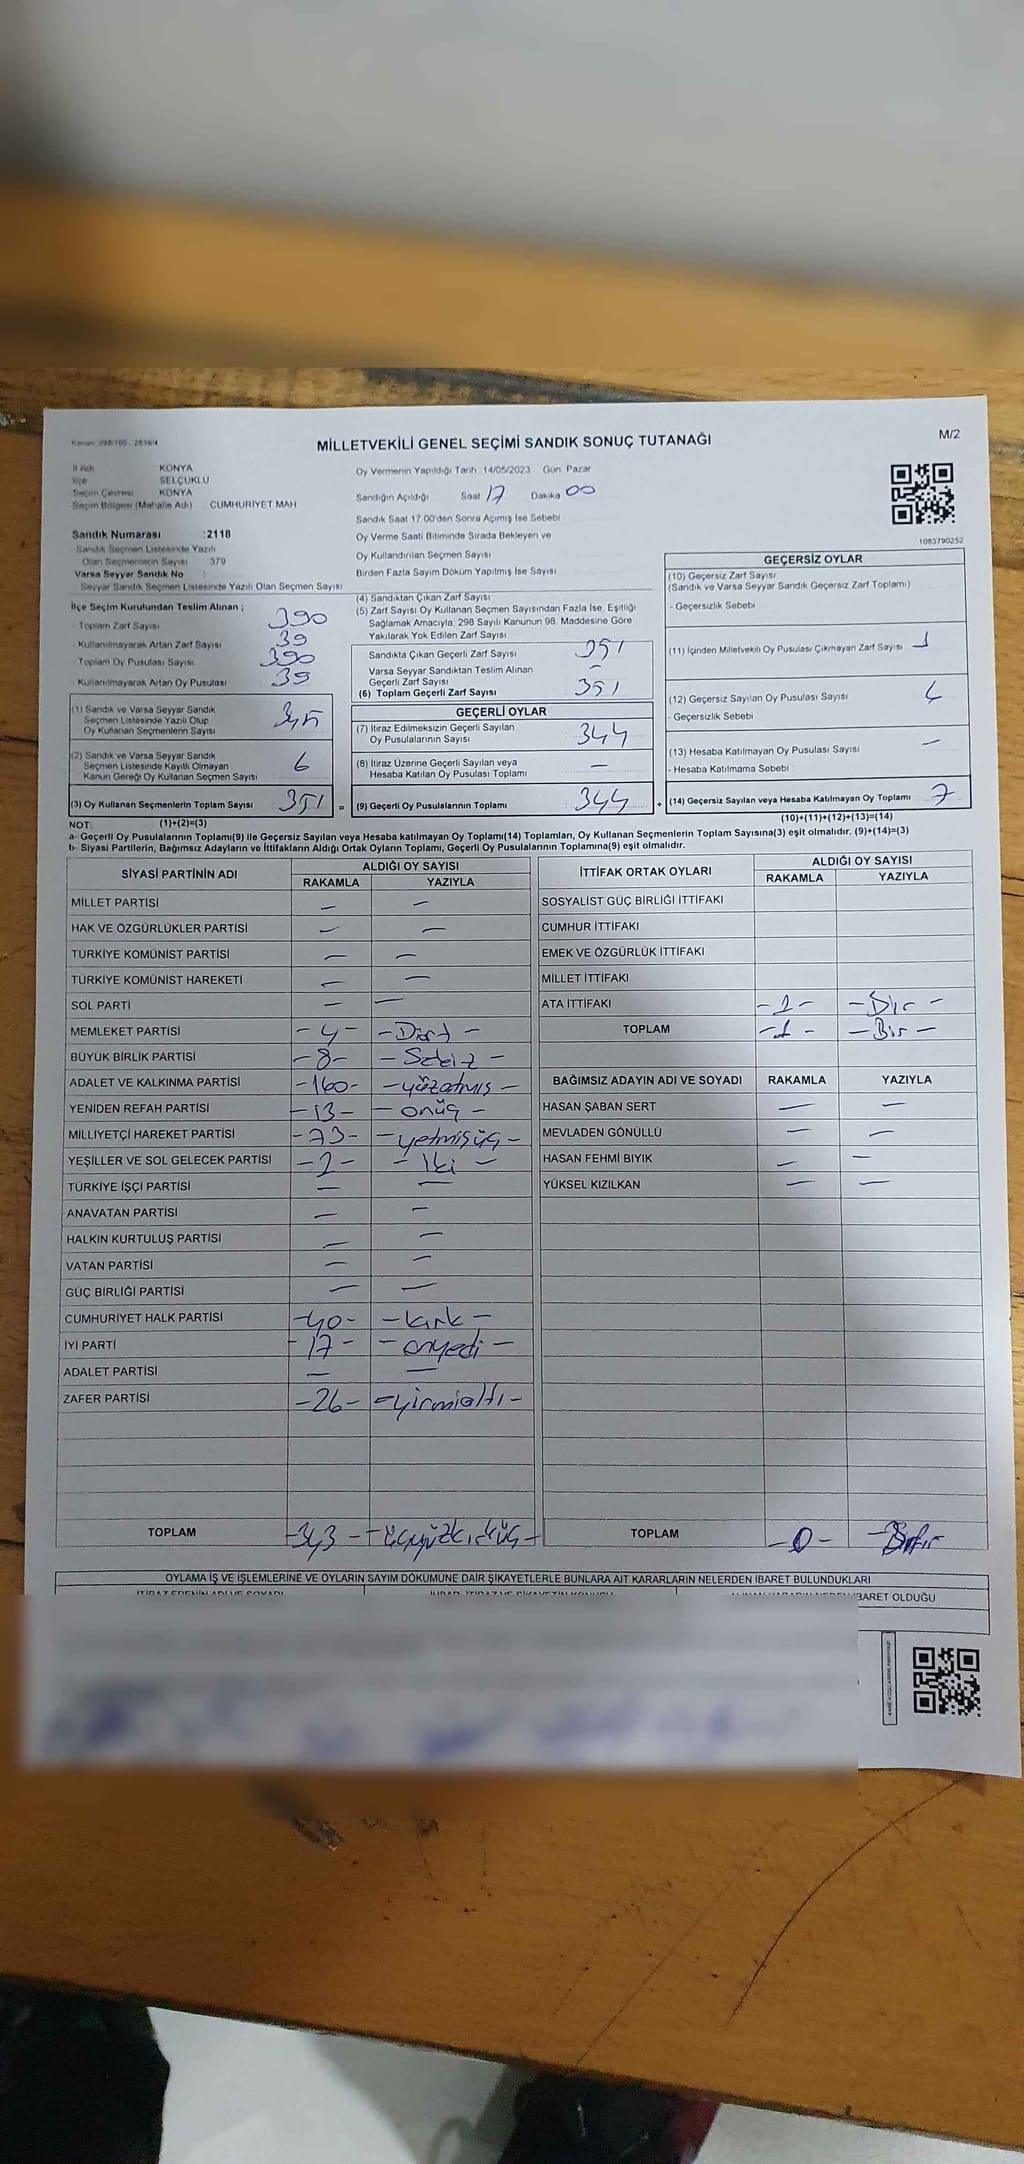 MİLLETVEKİLİ GENEL SEÇİMİ SANDIK SONUÇ TUTANAĞI
M/2
İl Adı KONYA
İlçe SELÇUKLU
Seçim Çevresi KONYA
Seçim Bölgesi (Mahalle Adı) CUMHURİYET MAH
Sandık Numarası :2118
Sandık Seçmen Listesinde Yazılı
Olan Seçmenlerin Sayısı 379
Varsa Seyyar Sandık No :
Seyyar Sandık Seçmen Listesinde Yazılı Olan Seçmen Sayısı
İlçe Seçim Kurulundan Teslim Alınan ;
- Toplam Zarf Sayısı 390
- Kullanılmayarak Artan Zarf Sayısı 39
- Toplam Oy Pusulası Sayısı 390
- Kullanılmayarak Artan Oy Pusulası 39
(1) Sandık ve Varsa Seyyar Sandık
Seçmen Listesinde Yazılı Olup
Oy Kullanan Seçmenlerin Sayısı 345
(2) Sandık ve Varsa Seyyar Sandık
Seçmen Listesinde Kayıtlı Olmayan
Kanun Gereği Oy Kullanan Seçmen Sayısı 6
(3) Oy Kullanan Seçmenlerin Toplam Sayısı 351 =
Oy Vermenin Yapıldığı Tarih :14/05/2023 Gün: Pazar
Sandığın Açıldığı Saat 17 Dakika 00
Sandık Saat 17.00'den Sonra Açımış İse Sebebi
Oy Verme Saati Bitiminde Sırada Bekleyen ve
Oy Kullandırılan Seçmen Sayısı
Birden Fazla Sayım Döküm Yapılmış İse Sayısı
(4) Sandıktan Çıkan Zarf Sayısı
(5) Zarf Sayısı Oy Kullanan Seçmen Sayısından Fazla İse, Eşitliği
Sağlamak Amacıyla, 298 Sayılı Kanunun 98. Maddesine Göre
Yakılarak Yok Edilen Zarf Sayısı
Sandıkta Çıkan Geçerli Zarf Sayısı 351
Varsa Seyyar Sandıktan Teslim Alınan
Geçerli Zarf Sayısı –
(6) Toplam Geçerli Zarf Sayısı 351
GEÇERLİ OYLAR
(7) İtiraz Edilmeksizin Geçerli Sayılan
Oy Pusulalarının Sayısı 344
(8) İtiraz Üzerine Geçerli Sayılan veya
Hesaba Katılan Oy Pusulası Toplamı –
(9) Geçerli Oy Pusulalarının Toplamı 344 +
1083790252
GEÇERSİZ OYLAR
(10) Geçersiz Zarf Sayısı
(Sandık ve Varsa Seyyar Sandık Geçersiz Zarf Toplamı)
- Geçersizlik Sebebi
(11) İçinden Milletvekili Oy Pusulası Çıkmayan Zarf Sayısı 1
(12) Geçersiz Sayılan Oy Pusulası Sayısı
- Geçersizlik Sebebi
(13) Hesaba Katılmayan Oy Pusulası Sayısı –
- Hesaba Katılmama Sebebi
(14) Geçersiz Sayılan veya Hesaba Katılmayan Oy Toplamı 7
(10)+(11)+(12)+(13)=(14)
NOT: (1)+(2)=(3)
a- Geçerli Oy Pusulalarının Toplamı(9) ile Geçersiz Sayılan veya Hesaba katılmayan Oy Toplamı(14) Toplamları, Oy Kullanan Seçmenlerin Toplam Sayısına(3) eşit olmalıdır. (9)+(14)=(3)
b- Siyasi Partilerin, Bağımsız Adayların ve İttifakların Aldığı Ortak Oyların Toplamı, Geçerli Oy Pusulalarının Toplamına(9) eşit olmalıdır.
SİYASİ PARTİNİN ADI ALDIĞI OY SAYISI
RAKAMLA YAZIYLA
MİLLET PARTİSİ – –
HAK VE ÖZGÜRLÜKLER PARTİSİ – –
TÜRKİYE KOMÜNİST PARTİSİ – –
TÜRKİYE KOMÜNİST HAREKETİ – –
SOL PARTİ – –
MEMLEKET PARTİSİ -4- -Dört-
BÜYÜK BİRLİK PARTİSİ -8- -Sekiz-
ADALET VE KALKINMA PARTİSİ -160- -yüzatmış-
YENİDEN REFAH PARTİSİ -13- -onüç-
MİLLİYETÇİ HAREKET PARTİSİ -73- -yetmişüç-
YEŞİLLER VE SOL GELECEK PARTİSİ -2- -iki-
TÜRKİYE İŞÇİ PARTİSİ – –
ANAVATAN PARTİSİ – –
HALKIN KURTULUŞ PARTİSİ – –
VATAN PARTİSİ – –
GÜÇ BİRLİĞİ PARTİSİ – –
CUMHURİYET HALK PARTİSİ -40- -kırk-
İYİ PARTİ -17- -onyedi-
ADALET PARTİSİ – –
ZAFER PARTİSİ -26- -yirmialtı-
TOPLAM -343- -üçyüzkırküç-
İTTİFAK ORTAK OYLARI ALDIĞI OY SAYISI
RAKAMLA YAZIYLA
SOSYALİST GÜÇ BİRLİĞİ İTTİFAKI
CUMHUR İTTİFAKI
EMEK VE ÖZGÜRLÜK İTTİFAKI
MİLLET İTTİFAKI
ATA İTTİFAKI -1- -Bir-
TOPLAM -1- -Bir-
BAĞIMSIZ ADAYIN ADI VE SOYADI RAKAMLA YAZIYLA
HASAN ŞABAN SERT – –
MEVLADEN GÖNÜLLÜ – –
HASAN FEHMİ BIYIK – –
YÜKSEL KIZILKAN – –
TOPLAM -0- -Sıfır-
OYLAMA İŞ VE İŞLEMLERİNE VE OYLARIN SAYIM DÖKÜMÜNE DAİR ŞİKAYETLERLE BUNLARA AİT KARARLARIN NELERDEN İBARET BULUNDUKLARI
İTİRAZ EDENİN ADI VE SOYADI
BARET OLDUĞU